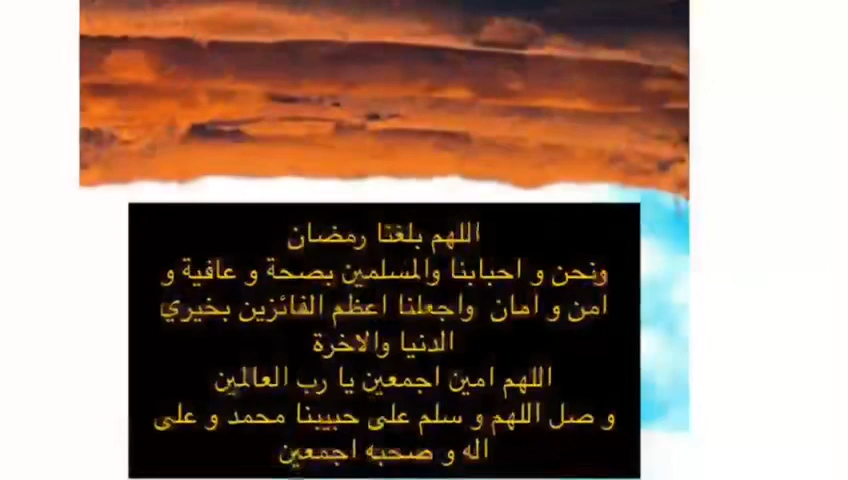 اللهم بلغنا رمضان
ونحن و احبابنا والمسلمين بصحة و عافية و
امن و امان واجعلنا اعظم الفائزين بخيري
الدنيا والاخرة
اللهم امين اجمعين يا رب العالمين
و صل اللهم و سلم على حبيبنا محمد و على
اله و صحبه اجمعين